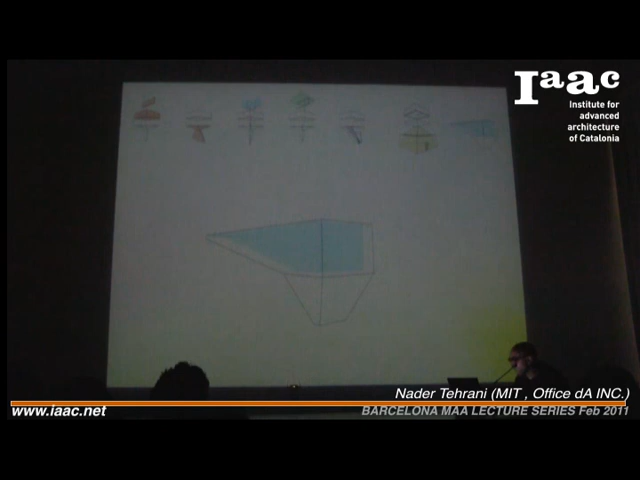 Iaac
Institute for
advanced
architecture
of Catalonia
Nader Tehrani (MIT , Office dA INC.)
www.iaac.net
BARCELONA MAA LECTURE SERIES Feb 2011